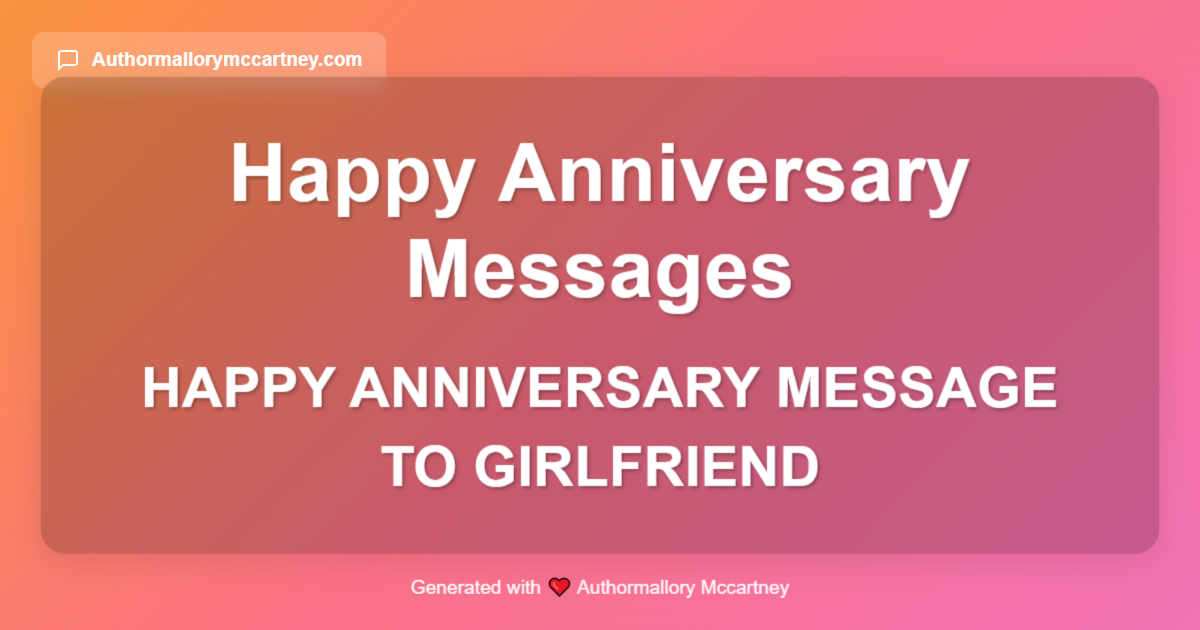 Authormallorymccartney.com
Happy Anniversary
Messages
HAPPY ANNIVERSARY MESSAGE
TO GIRLFRIEND
Generated with ❤️ Authormallory Mccartney